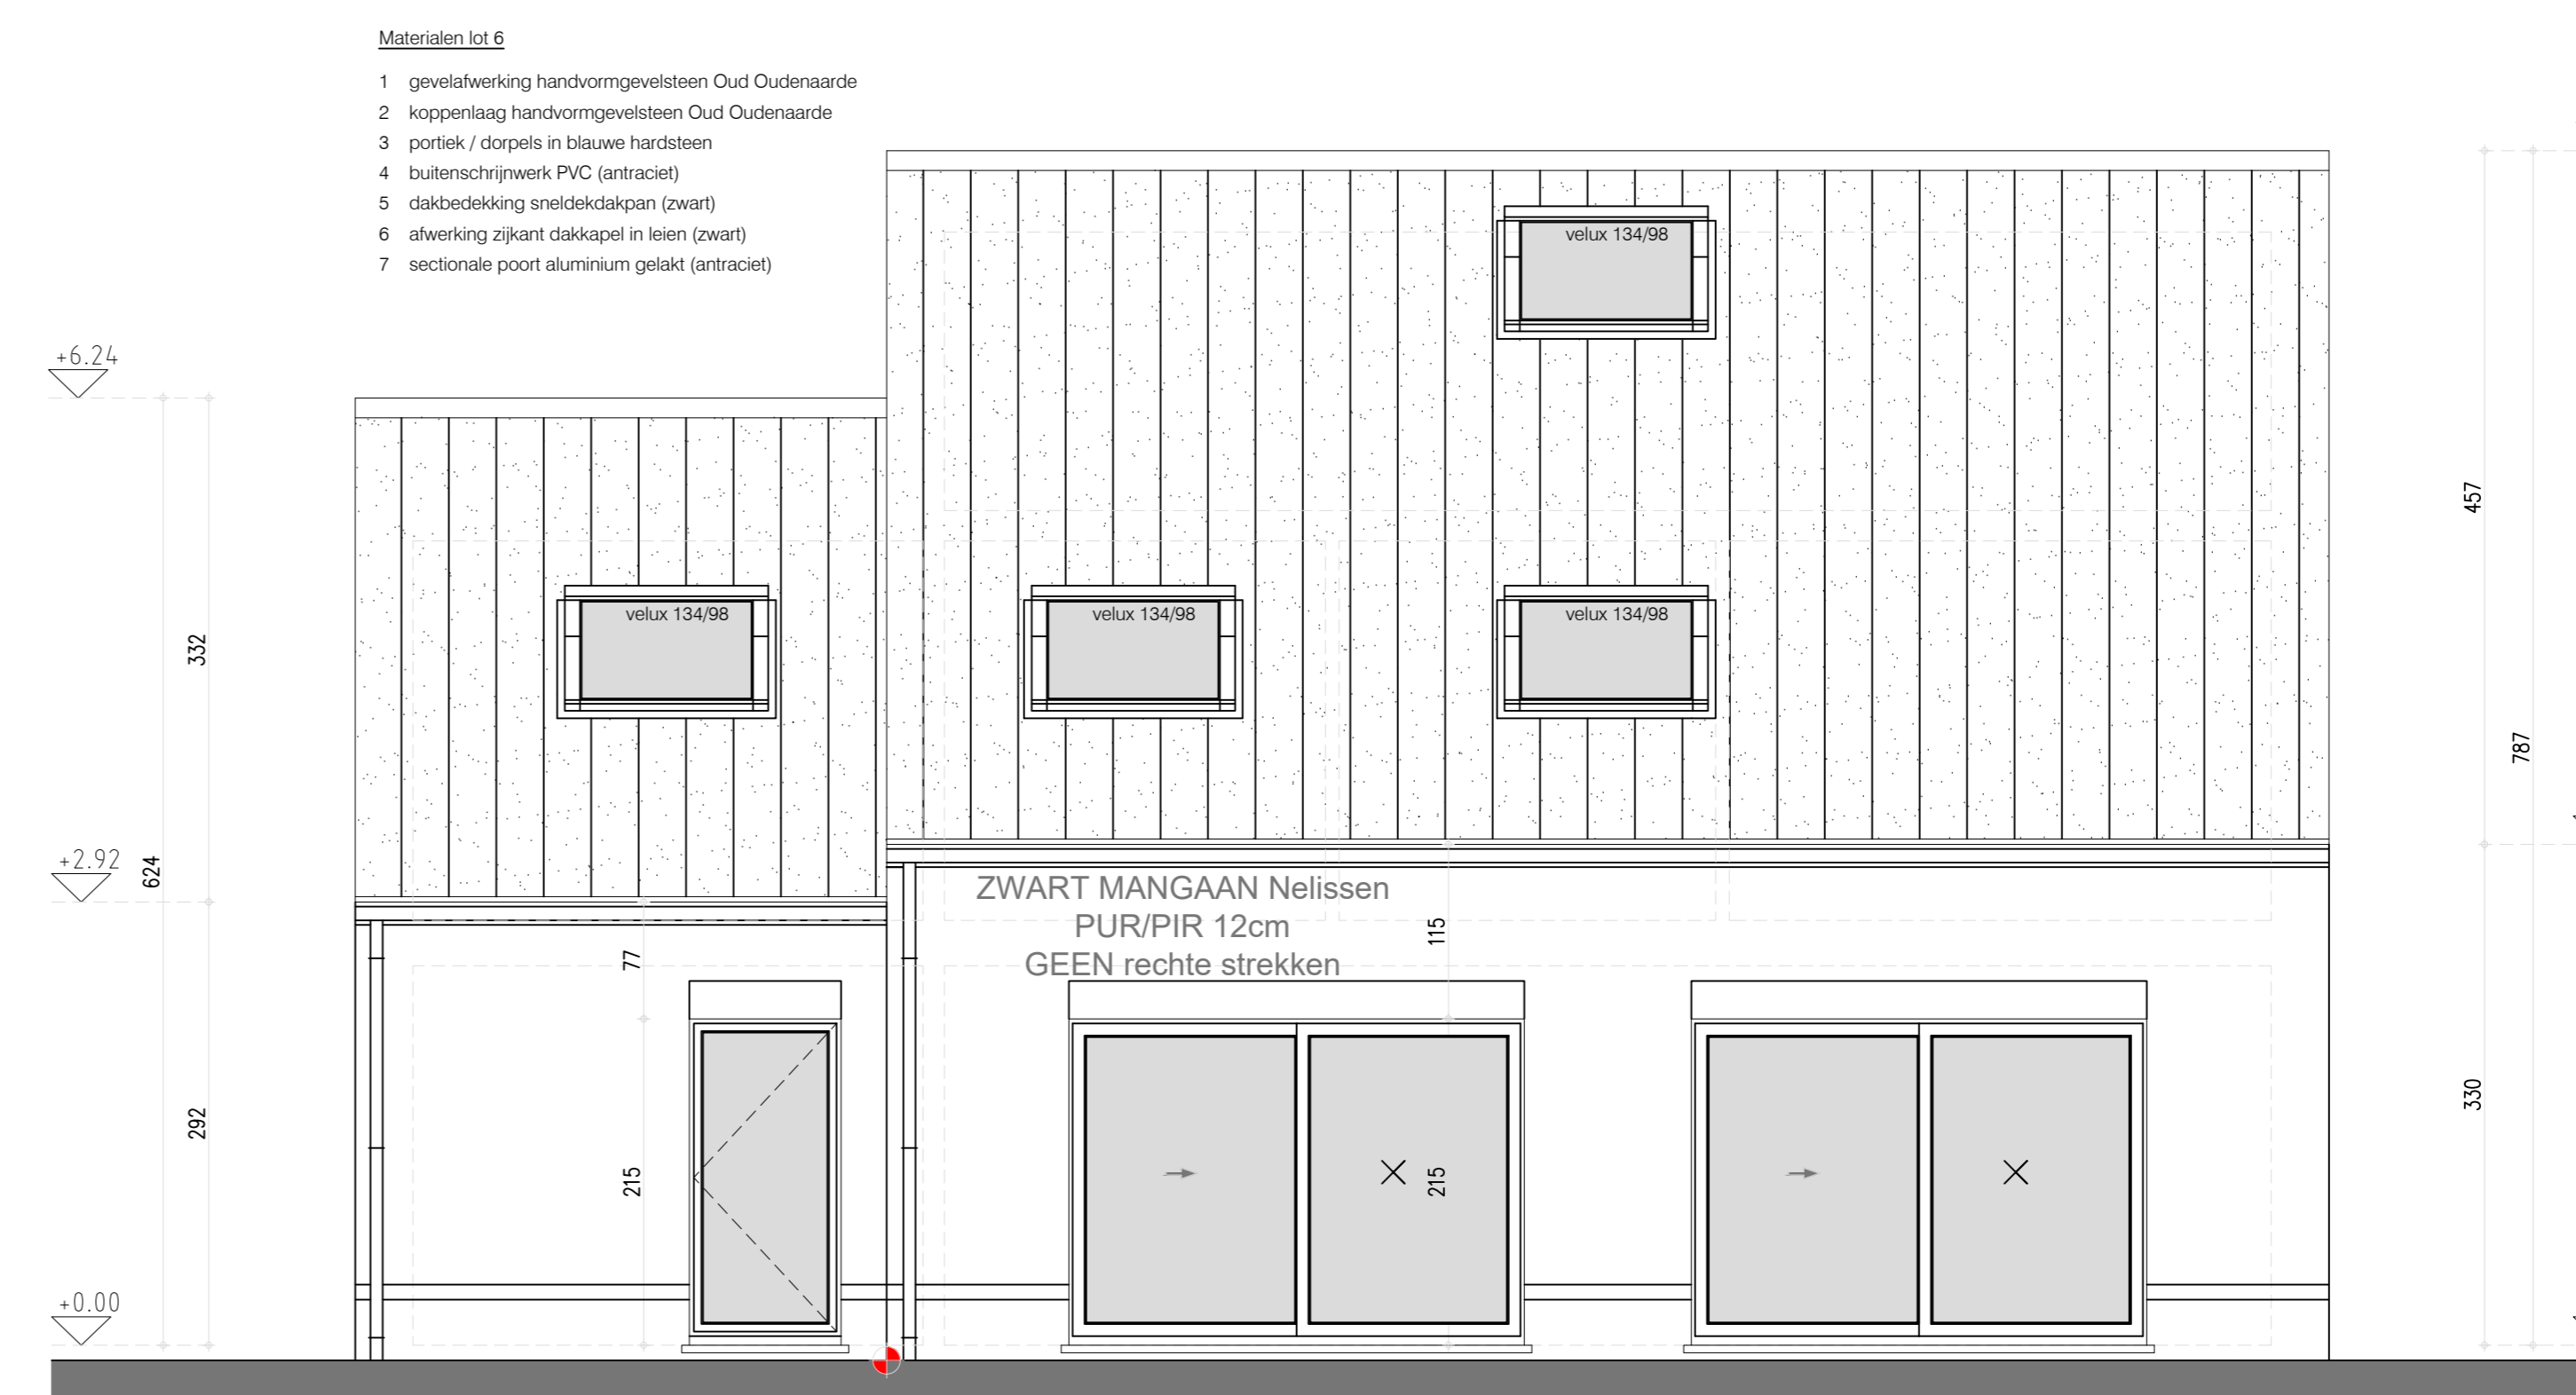 Materialen lot 6
1 gevelafwerking handvormgevelsteen Oud Oudenaarde
2 koppenlaag handvormgevelsteen Oud Oudenaarde
3 portiek / dorpels in blauwe hardsteen
4 buitenschrijnwerk PVC (antraciet)
5 dakbedekking sneldekdakpan (zwart)
6 afwerking zijkant dakkapel in leien (zwart)
7 sectionale poort aluminium gelakt (antraciet)
velux 134/98
+6.24
457
velux 134/98
velux 134/98
velux 134/98
332
787
+2.92
624
ZWART MANGAAN Nelissen
PUR/PIR 12cm
GEEN rechte strekken
77
115
330
292
215
215
+0.00